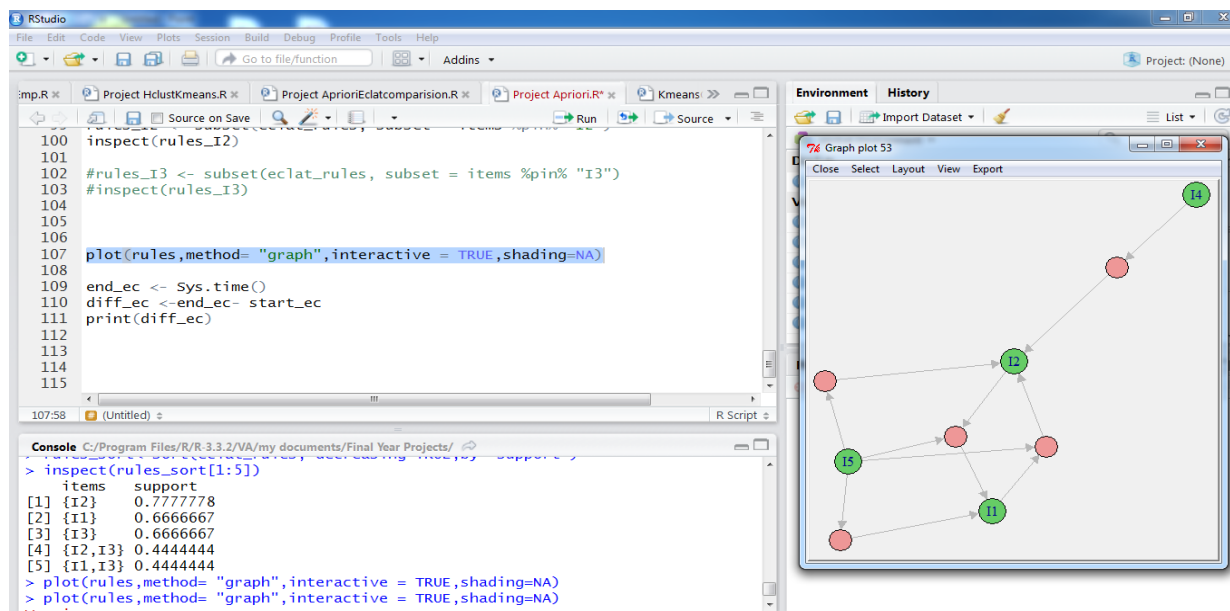 RStudio
File Edit Code View Plots Session Build Debug Profile Tools Help
Go to file/function Addins Project: (None)
Emp.R Project HclustKmeans.R Project AprioriEclatcomparision.R Project Apriori.R* Kmeans
Source on Save Run Source
100 inspect(rules_I2)
101
102 #rules_I3 <- subset(eclat_rules, subset = items %pin% "I3")
103 #inspect(rules_I3)
104
105
106
107 plot(rules,method= "graph",interactive = TRUE,shading=NA)
108
109 end_ec <- Sys.time()
110 diff_ec <-end_ec- start_ec
111 print(diff_ec)
112
113
114
115
107:58 (Untitled) R Script
Console C:/Program Files/R/R-3.3.2/VA/my documents/Final Year Projects/
> inspect(rules_sort[1:5])
items support
[1] {I2} 0.7777778
[2] {I1} 0.6666667
[3] {I3} 0.6666667
[4] {I2,I3} 0.4444444
[5] {I1,I3} 0.4444444
> plot(rules,method= "graph",interactive = TRUE,shading=NA)
> plot(rules,method= "graph",interactive = TRUE,shading=NA)
Environment History
Import Dataset List
Graph plot 53
Close Select Layout View Export
I4
I2
I5
I1